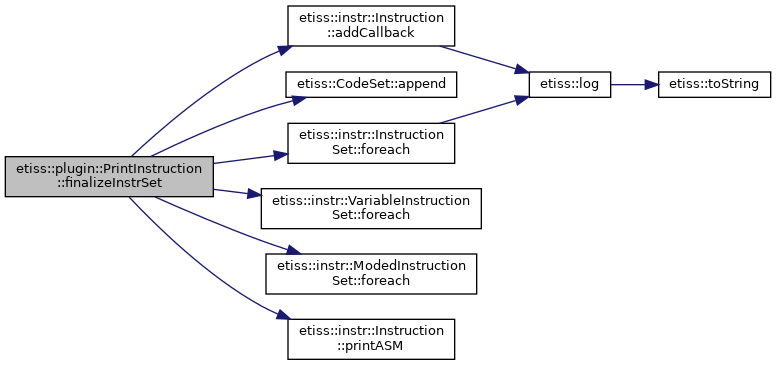 etiss::instr::Instruction
::addCallback
etiss::CodeSet::append
etiss::log
etiss::toString
etiss::instr::Instruction
Set::foreach
etiss::plugin::PrintInstruction
::finalizeInstrSet
etiss::instr::VariableInstruction
Set::foreach
etiss::instr::ModedInstruction
Set::foreach
etiss::instr::Instruction
::printASM